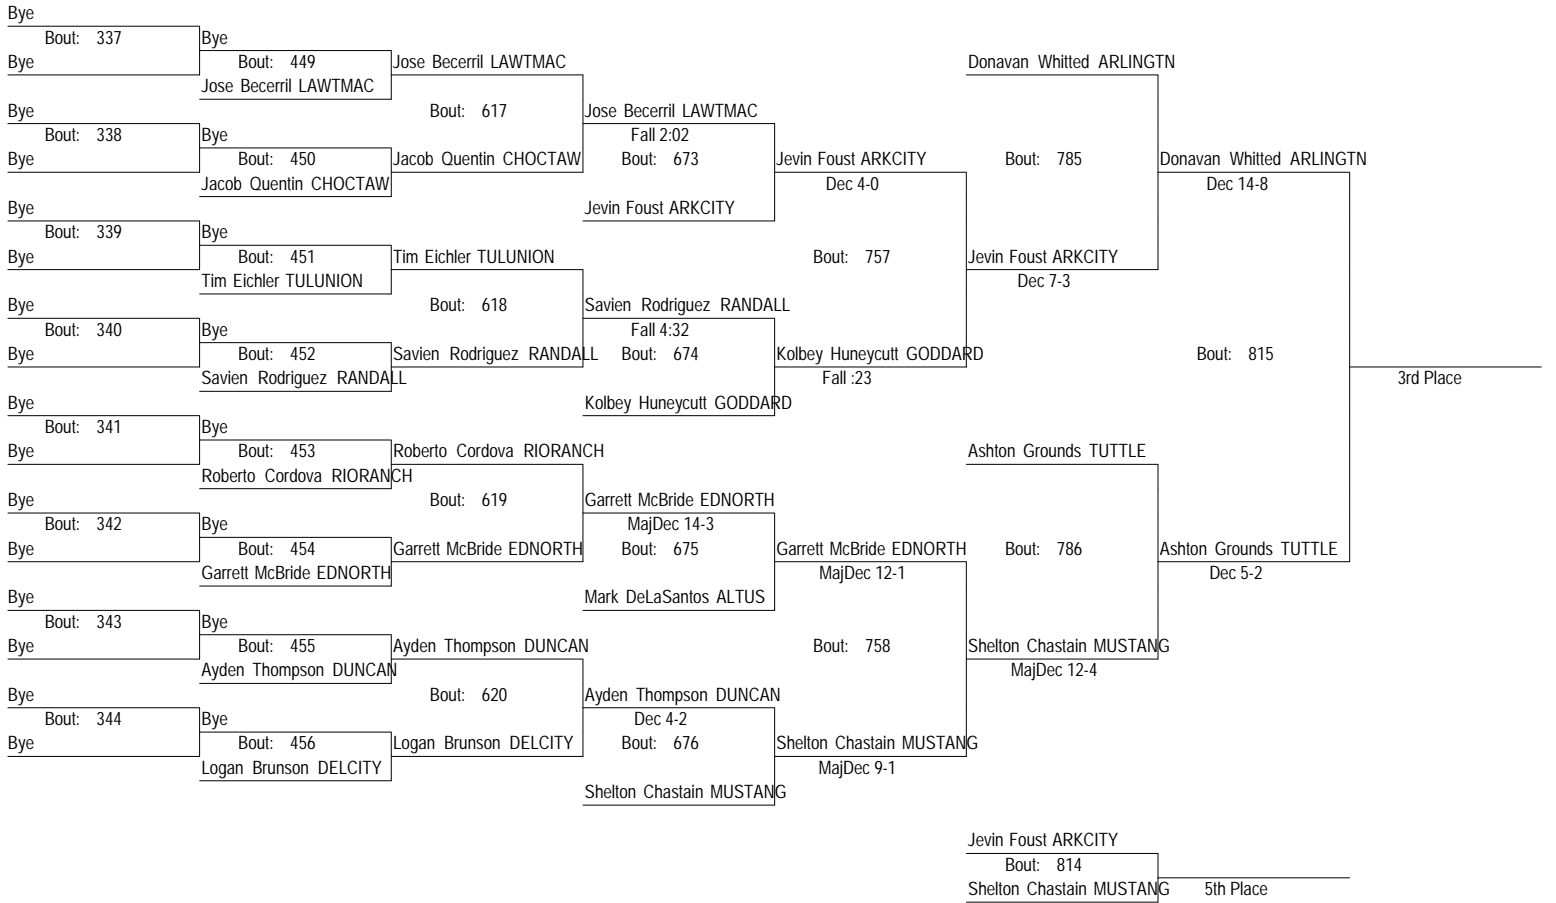 Bye
Bout: 337
Bye
Bye
Bout: 449
Jose Becerril LAWTMAC
Bye
Bout: 338
Bye
Bye
Bout: 450
Jacob Quentin CHOCTAW
Bye
Bout: 339
Bye
Bye
Bout: 451
Tim Eichler TULUNION
Bye
Bout: 340
Bye
Bye
Bout: 452
Savien Rodriguez RANDALL
Bye
Bout: 341
Bye
Bye
Bout: 453
Roberto Cordova RIORANCH
Bye
Bout: 342
Bye
Bye
Bout: 454
Garrett McBride EDNORTH
Bye
Bout: 343
Bye
Bye
Bout: 455
Ayden Thompson DUNCAN
Bye
Bout: 344
Bye
Bye
Bout: 456
Logan Brunson DELCITY
Jose Becerril LAWTMAC
Bout: 617
Jacob Quentin CHOCTAW
Tim Eichler TULUNION
Bout: 618
Savien Rodriguez RANDALL
Roberto Cordova RIORANCH
Bout: 619
Garrett McBride EDNORTH
Ayden Thompson DUNCAN
Bout: 620
Logan Brunson DELCITY
Jose Becerril LAWTMAC
Fall 2:02
Bout: 673
Jevin Foust ARKCITY
Savien Rodriguez RANDALL
Fall 4:32
Bout: 674
Kolbey Huneycutt GODDARD
Garrett McBride EDNORTH
MajDec 14-3
Bout: 675
Mark DeLaSantos ALTUS
Ayden Thompson DUNCAN
Dec 4-2
Bout: 676
Shelton Chastain MUSTANG
Jevin Foust ARKCITY
Dec 4-0
Bout: 757
Kolbey Huneycutt GODDARD
Fall :23
Garrett McBride EDNORTH
MajDec 12-1
Bout: 758
Shelton Chastain MUSTANG
MajDec 9-1
Donavan Whitted ARLINGTN
Bout: 785
Jevin Foust ARKCITY
Dec 7-3
Ashton Grounds TUTTLE
Bout: 786
Shelton Chastain MUSTANG
MajDec 12-4
Donavan Whitted ARLINGTN
Dec 14-8
Bout: 815
Ashton Grounds TUTTLE
Dec 5-2
3rd Place
Jevin Foust ARKCITY
Bout: 814
Shelton Chastain MUSTANG
5th Place